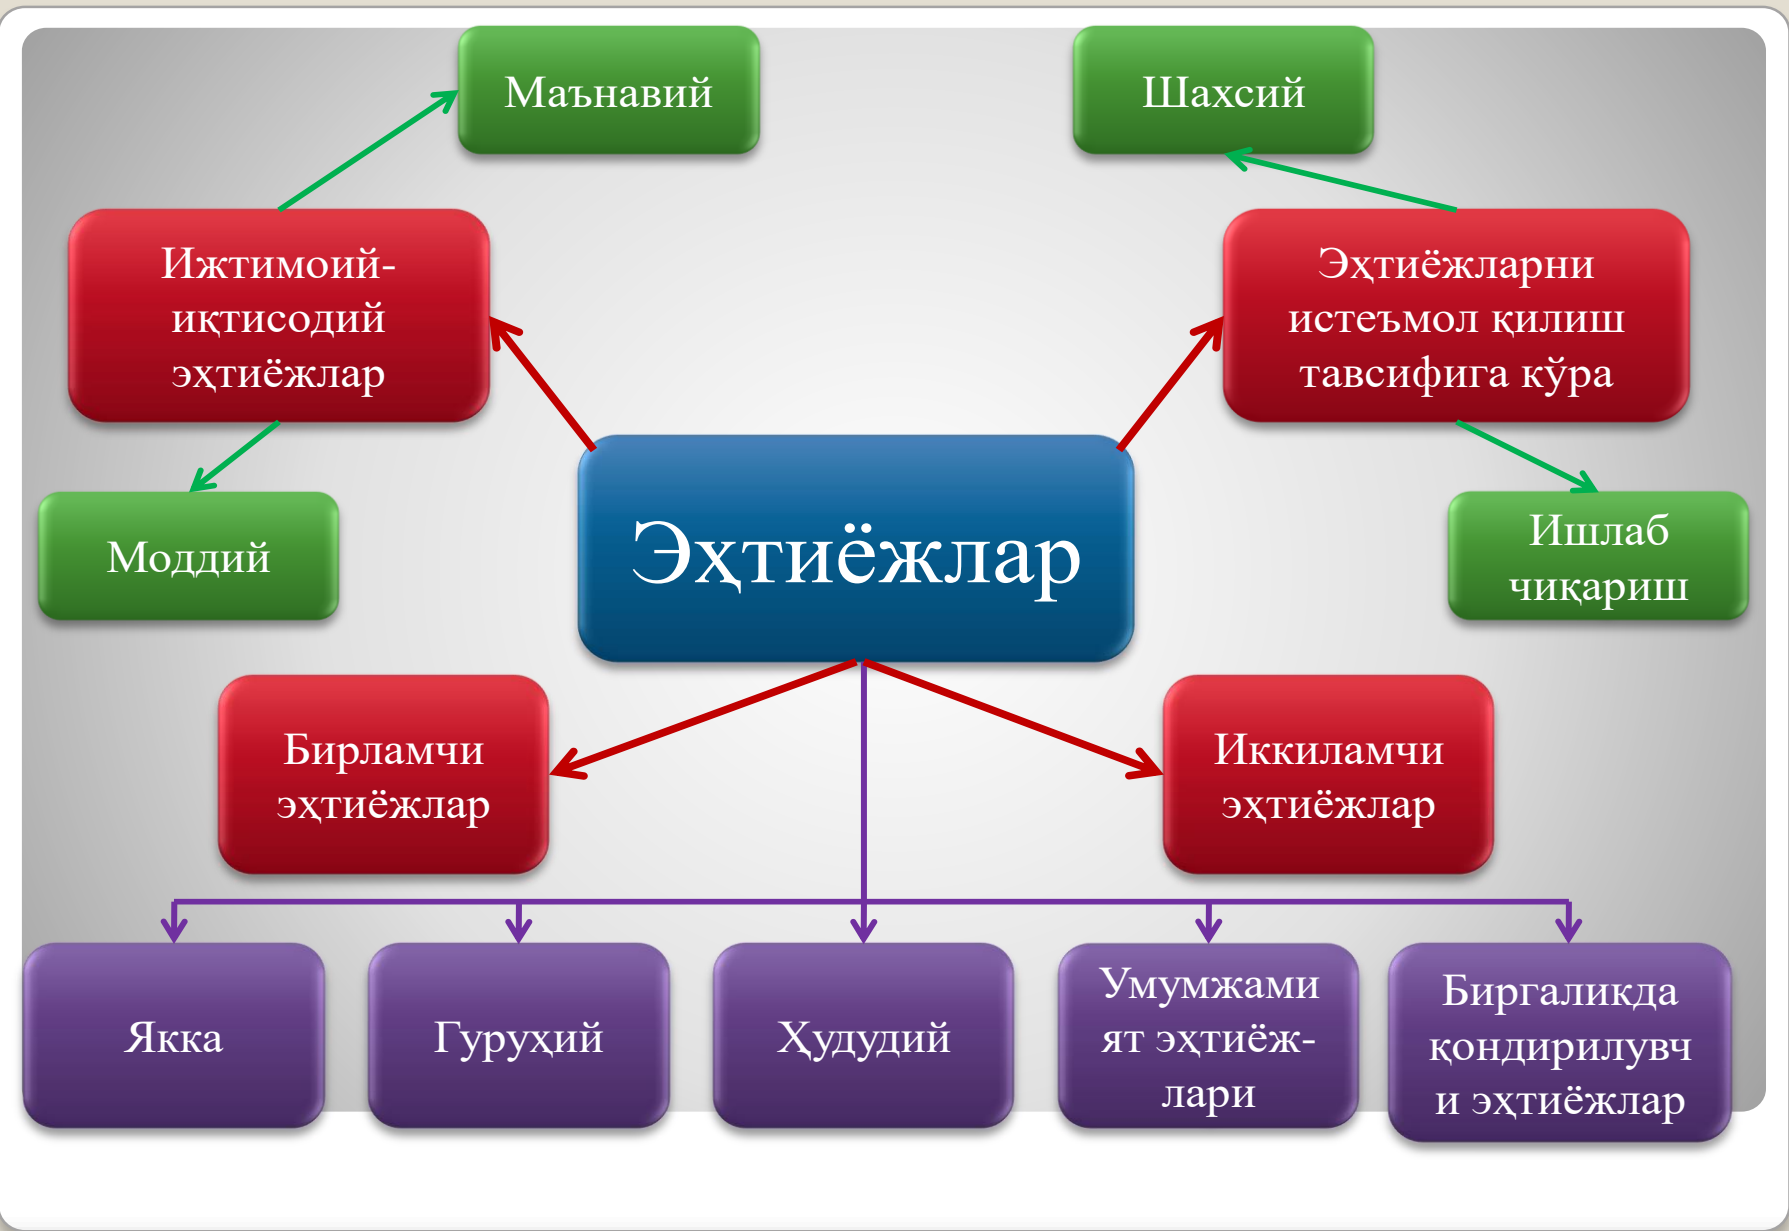 Маънавий
Шахсий
Ижтимоий-
иқтисодий
эҳтиёжлар
Эҳтиёжларни
истеъмол қилиш
тавсифига кўра
Моддий
Эҳтиёжлар
Ишлаб
чиқариш
Бирламчи
эҳтиёжлар
Иккиламчи
эҳтиёжлар
Якка
Гуруҳий
Ҳудудий
Умумжами
ят эҳтиёж-
лари
Биргаликда
қондирилувч
и эҳтиёжлар